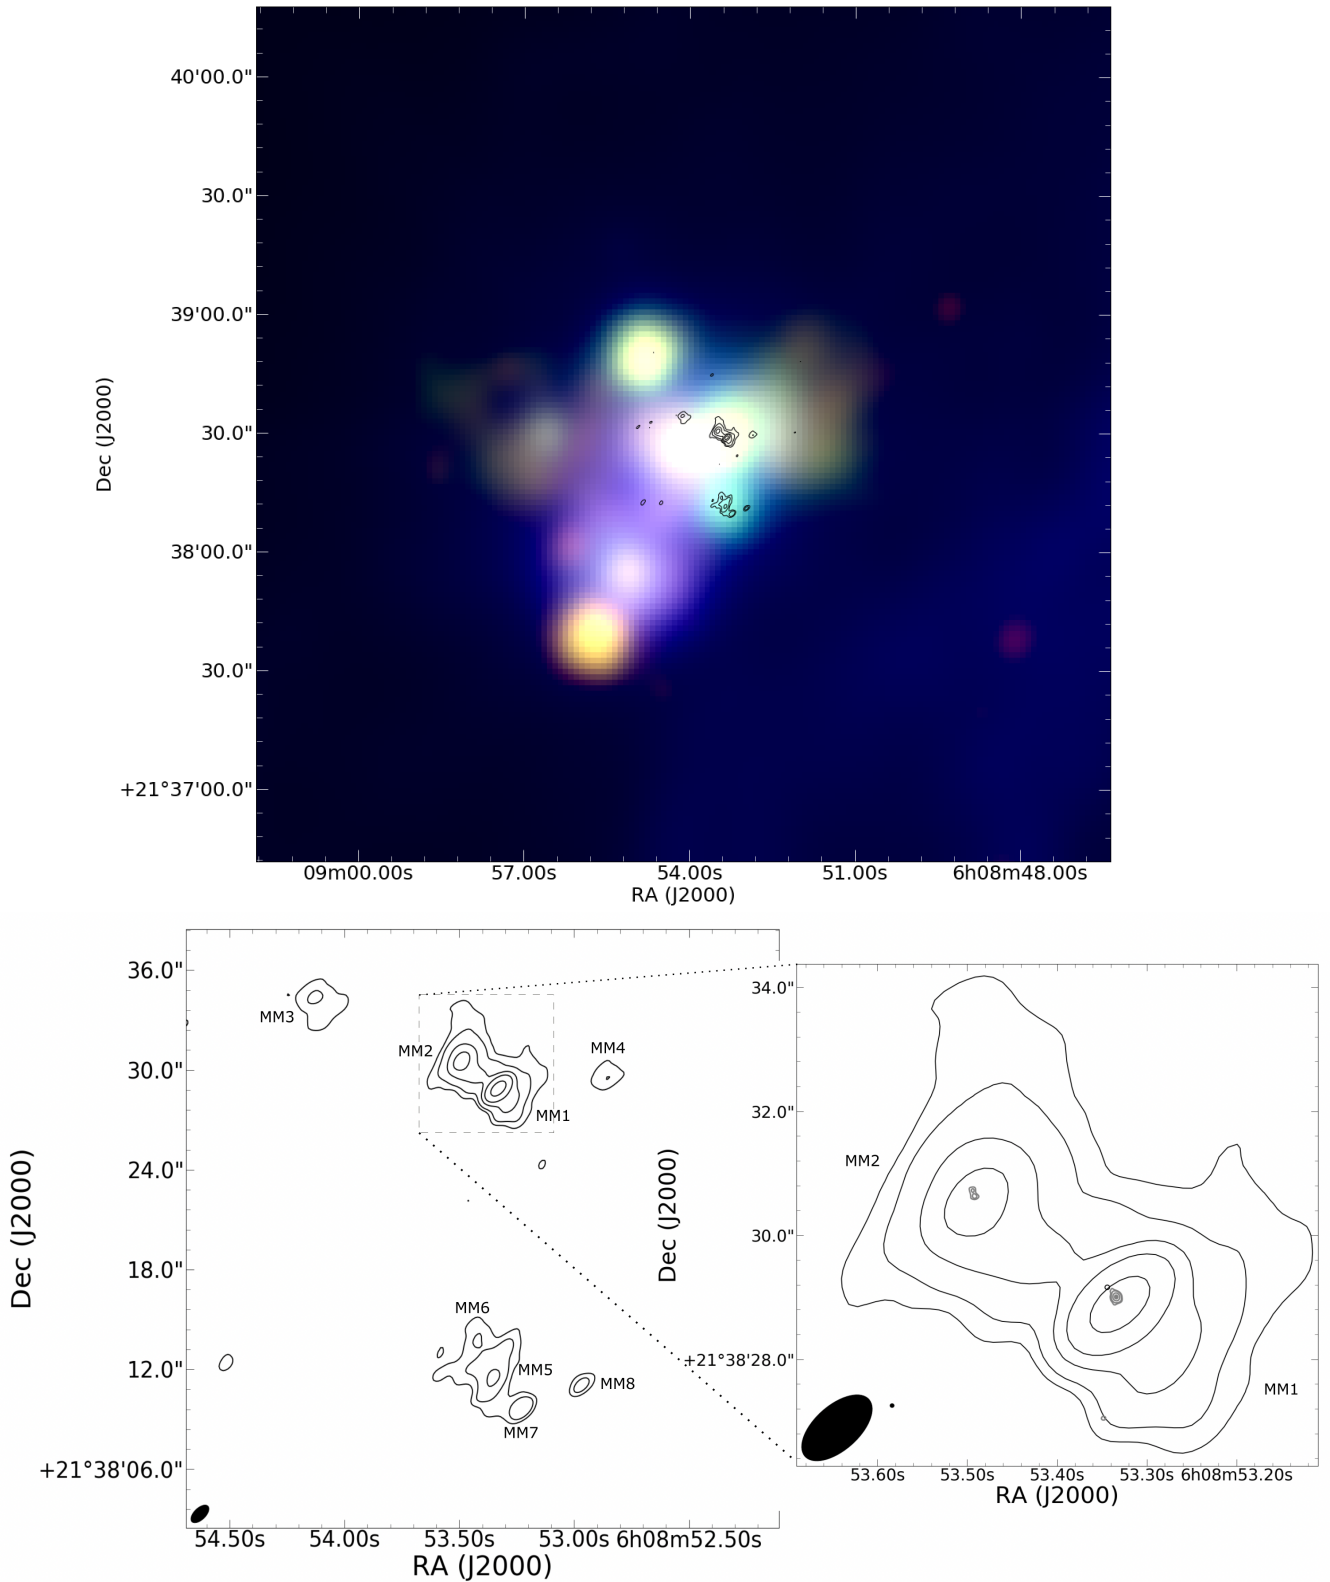 40'00.0"
30.0"
39'00.0"
30.0"
38'00.0"
30.0"
+21°37'00.0"
Dec (J2000)
09m00.00s 57.00s 54.00s 51.00s 6h08m48.00s
RA (J2000)
36.0"
30.0"
24.0"
18.0"
12.0"
+21°38'06.0"
Dec (J2000)
MM3
MM2
MM4
MM1
MM6
MM5
MM8
MM7
54.50s 54.00s 53.50s 53.00s 6h08m52.50s
RA (J2000)
34.0"
32.0"
30.0"
+21°38'28.0"
Dec (J2000)
MM2
MM1
53.60s 53.50s 53.40s 53.30s 6h08m53.20s
RA (J2000)